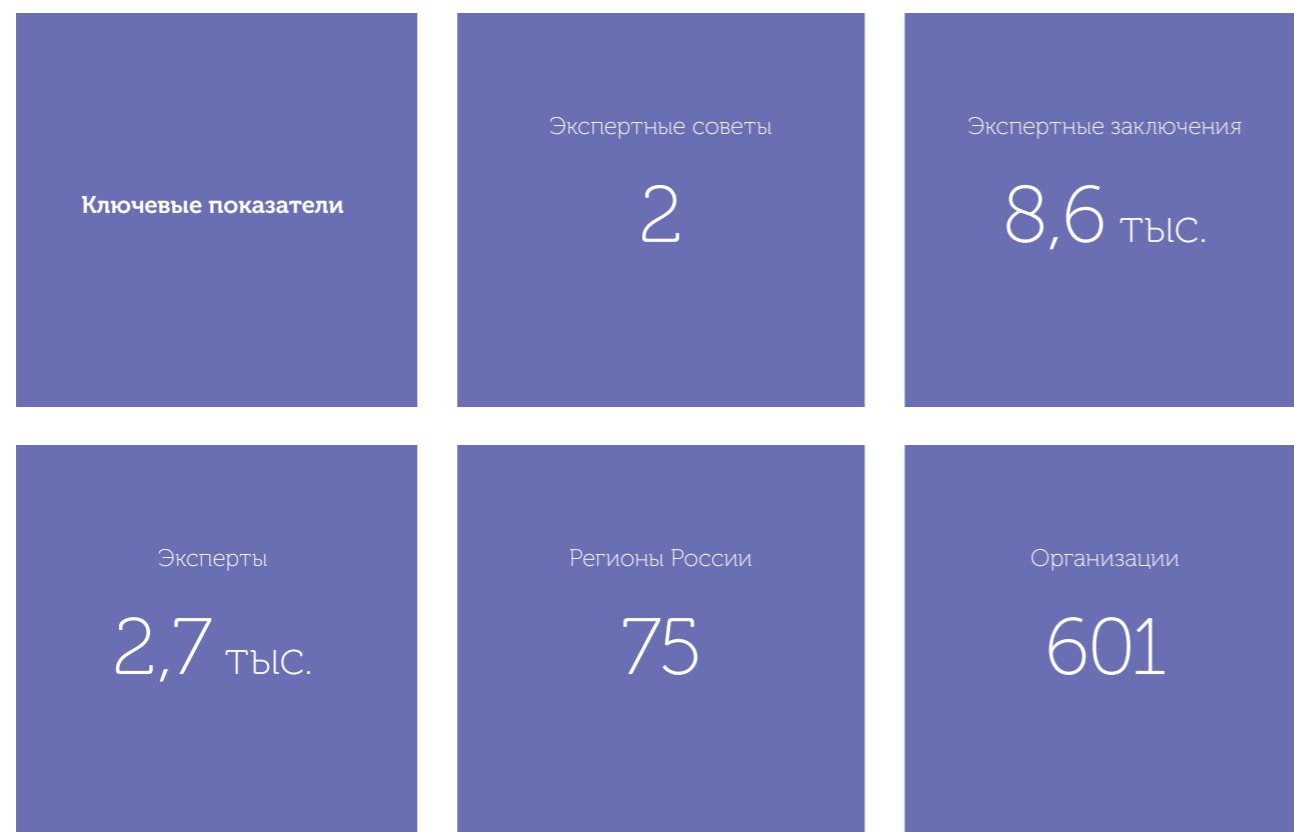 Ключевые показатели
Экспертные советы
2
Экспертные заключения
8,6 тыс.
Эксперты
2,7 тыс.
Регионы России
75
Организации
601